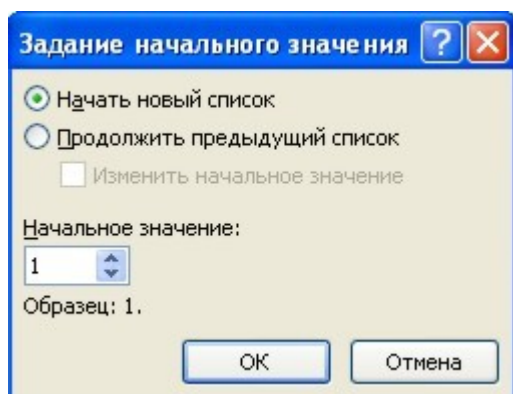 Задание начального значения
Начать новый список
Продолжить предыдущий список
Изменить начальное значение
Начальное значение:
1
Образец: 1.
ОК Отмена